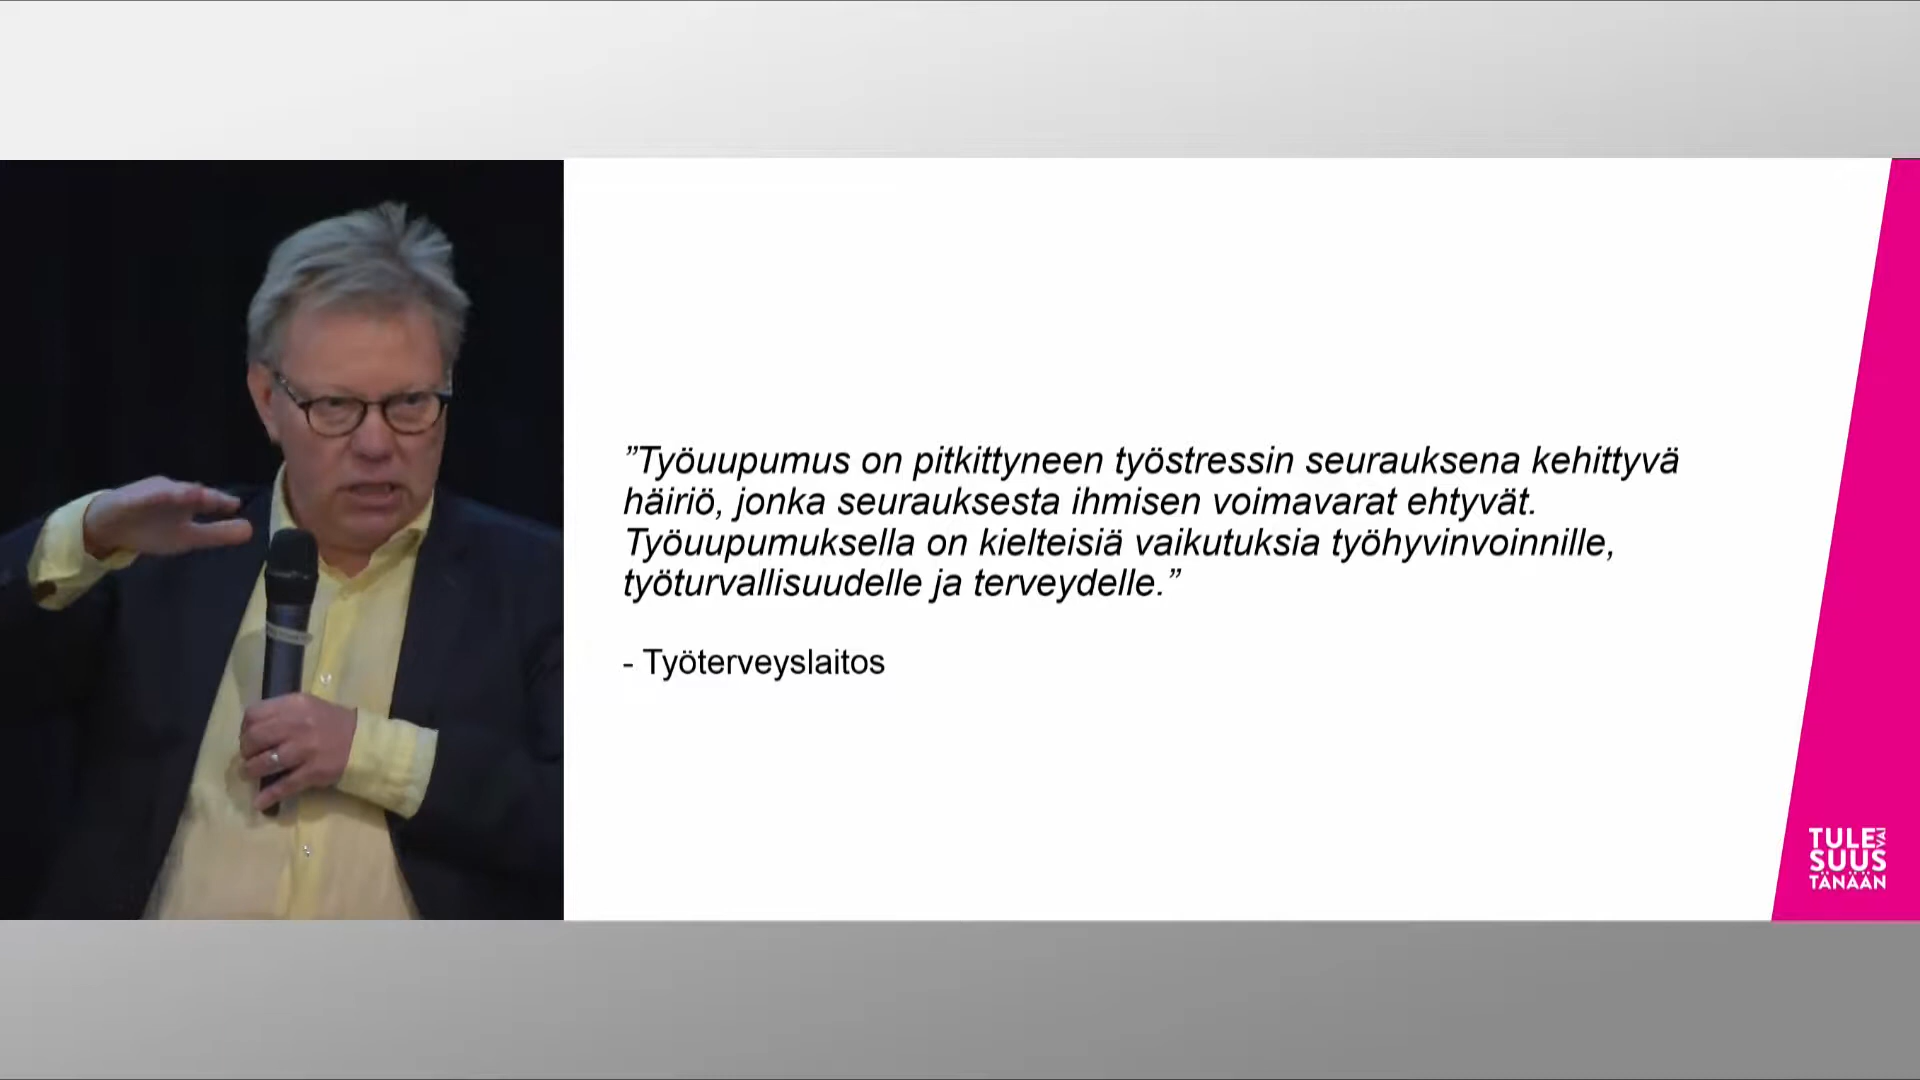 ”Työuupumus on pitkittyneen työstressin seurauksena kehittyvä
häiriö, jonka seurauksesta ihmisen voimavarat ehtyvät.
Työuupumuksella on kielteisiä vaikutuksia työhyvinvoinnille,
työturvallisuudelle ja terveydelle.”
- Työterveyslaitos
TULE VAI
SUUS
TÄNÄÄN